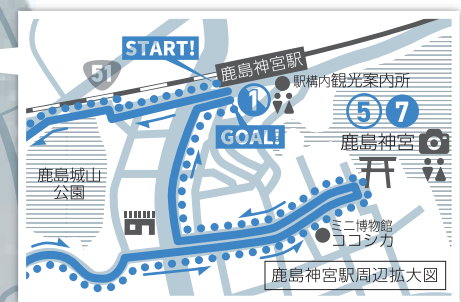 START!
51
鹿島神宮駅
駅構内観光案内所
1
5 7
GOAL!
鹿島神宮
鹿島城山
公園
ミニ博物館
ココシカ
鹿島神宮駅周辺拡大図